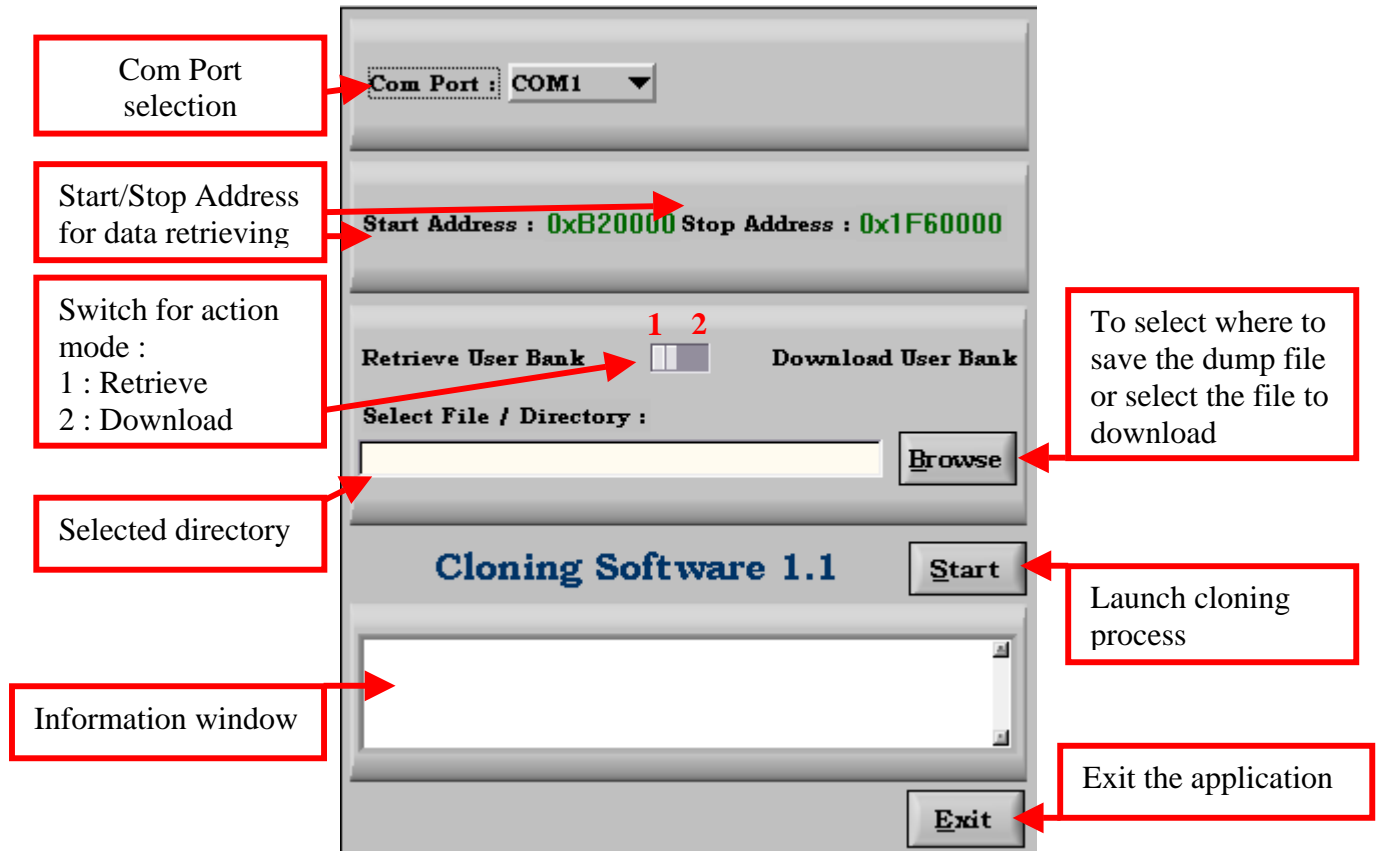 Com Port
selection
Com Port : COM1
Start/Stop Address
for data retrieving
Start Address : 0xB20000 Stop Address : 0x1F60000
Switch for action
mode :
1 : Retrieve
2 : Download
1 2
Retrieve User Bank Download User Bank
Select File / Directory :
Browse
To select where to
save the dump file
or select the file to
download
Selected directory
Cloning Software 1.1
Start
Launch cloning
process
Information window
Exit the application
Exit